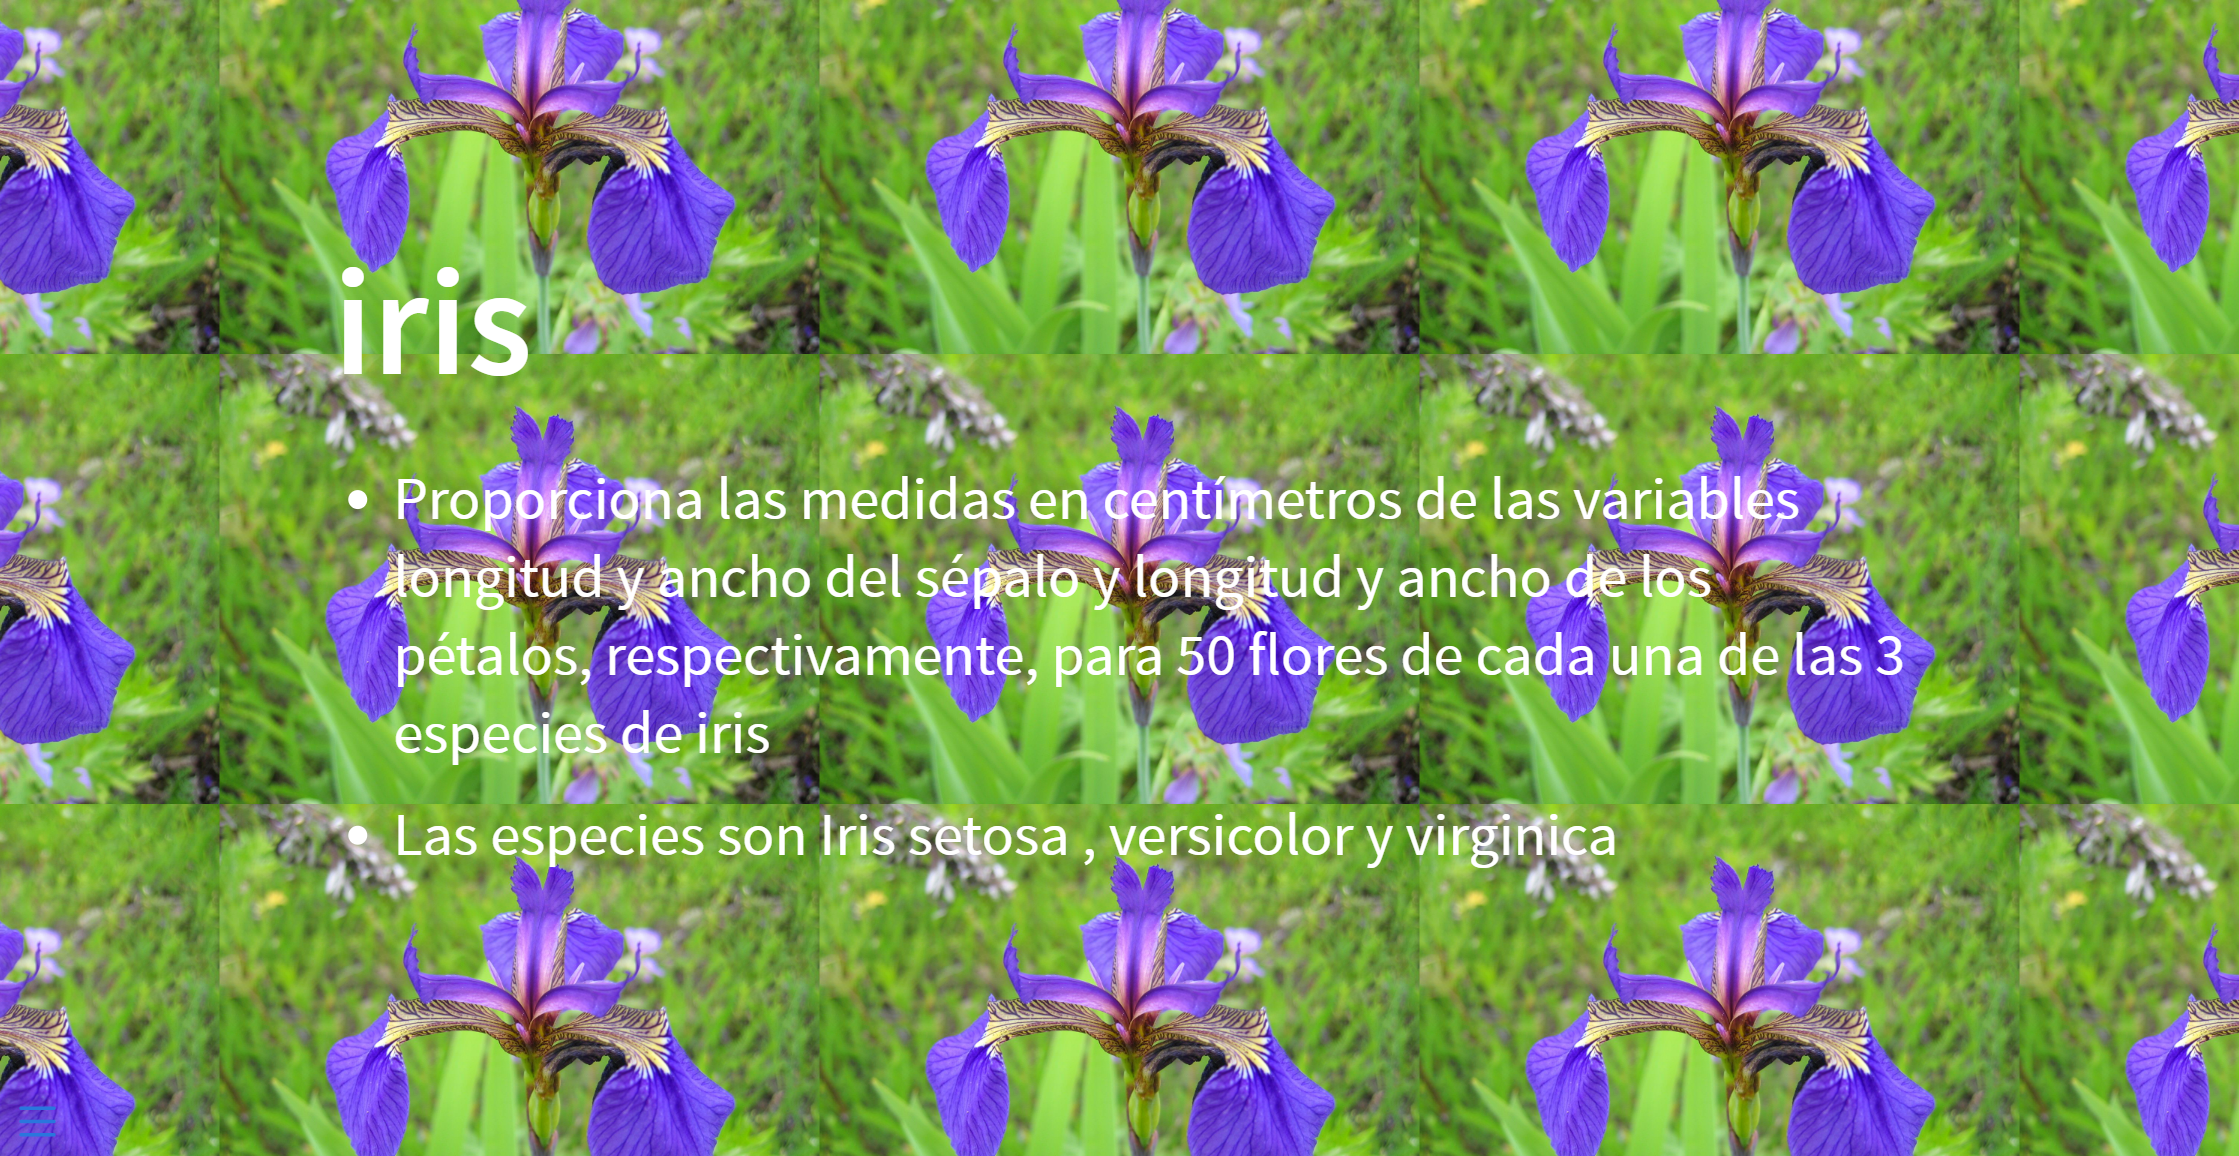 iris
• Proporciona las medidas en centímetros de las variables
longitud y ancho del sépalo y longitud y ancho de los
pétalos, respectivamente, para 50 flores de cada una de las 3
especies de iris
• Las especies son Iris setosa , versicolor y virginica